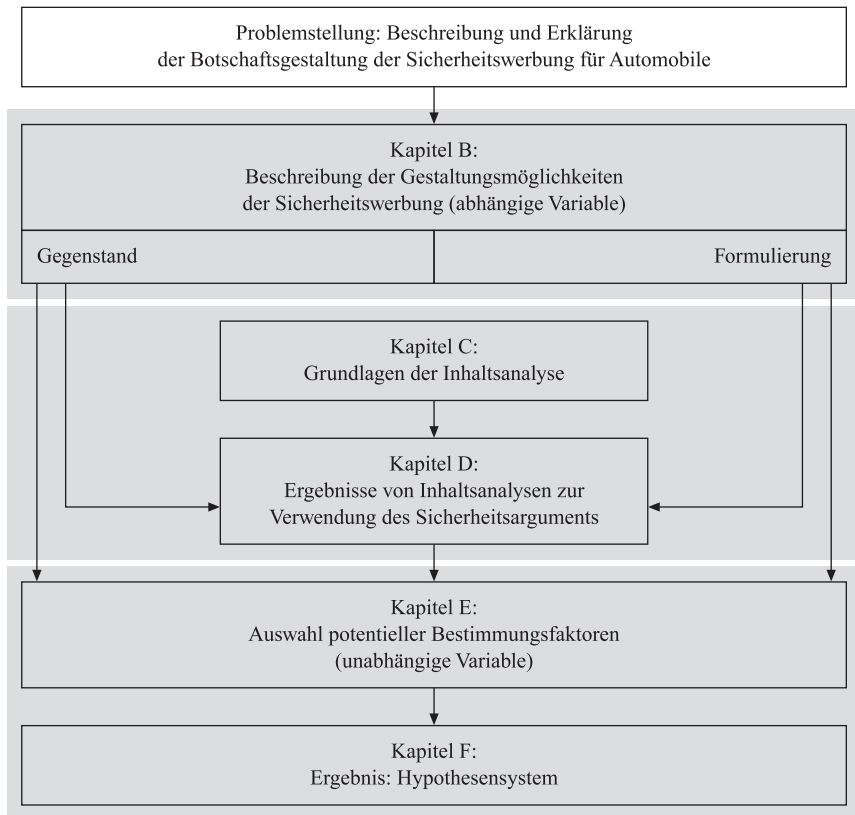 Problemstellung: Beschreibung und Erklärung
der Botschaftsgestaltung der Sicherheitswerbung für Automobile
Kapitel B:
Beschreibung der Gestaltungsmöglichkeiten
der Sicherheitswerbung (abhängige Variable)
Gegenstand
Formulierung
Kapitel C:
Grundlagen der Inhaltsanalyse
Kapitel D:
Ergebnisse von Inhaltsanalysen zur
Verwendung des Sicherheitsarguments
Kapitel E:
Auswahl potentieller Bestimmungsfaktoren
(unabhängige Variable)
Kapitel F:
Ergebnis: Hypothesensystem